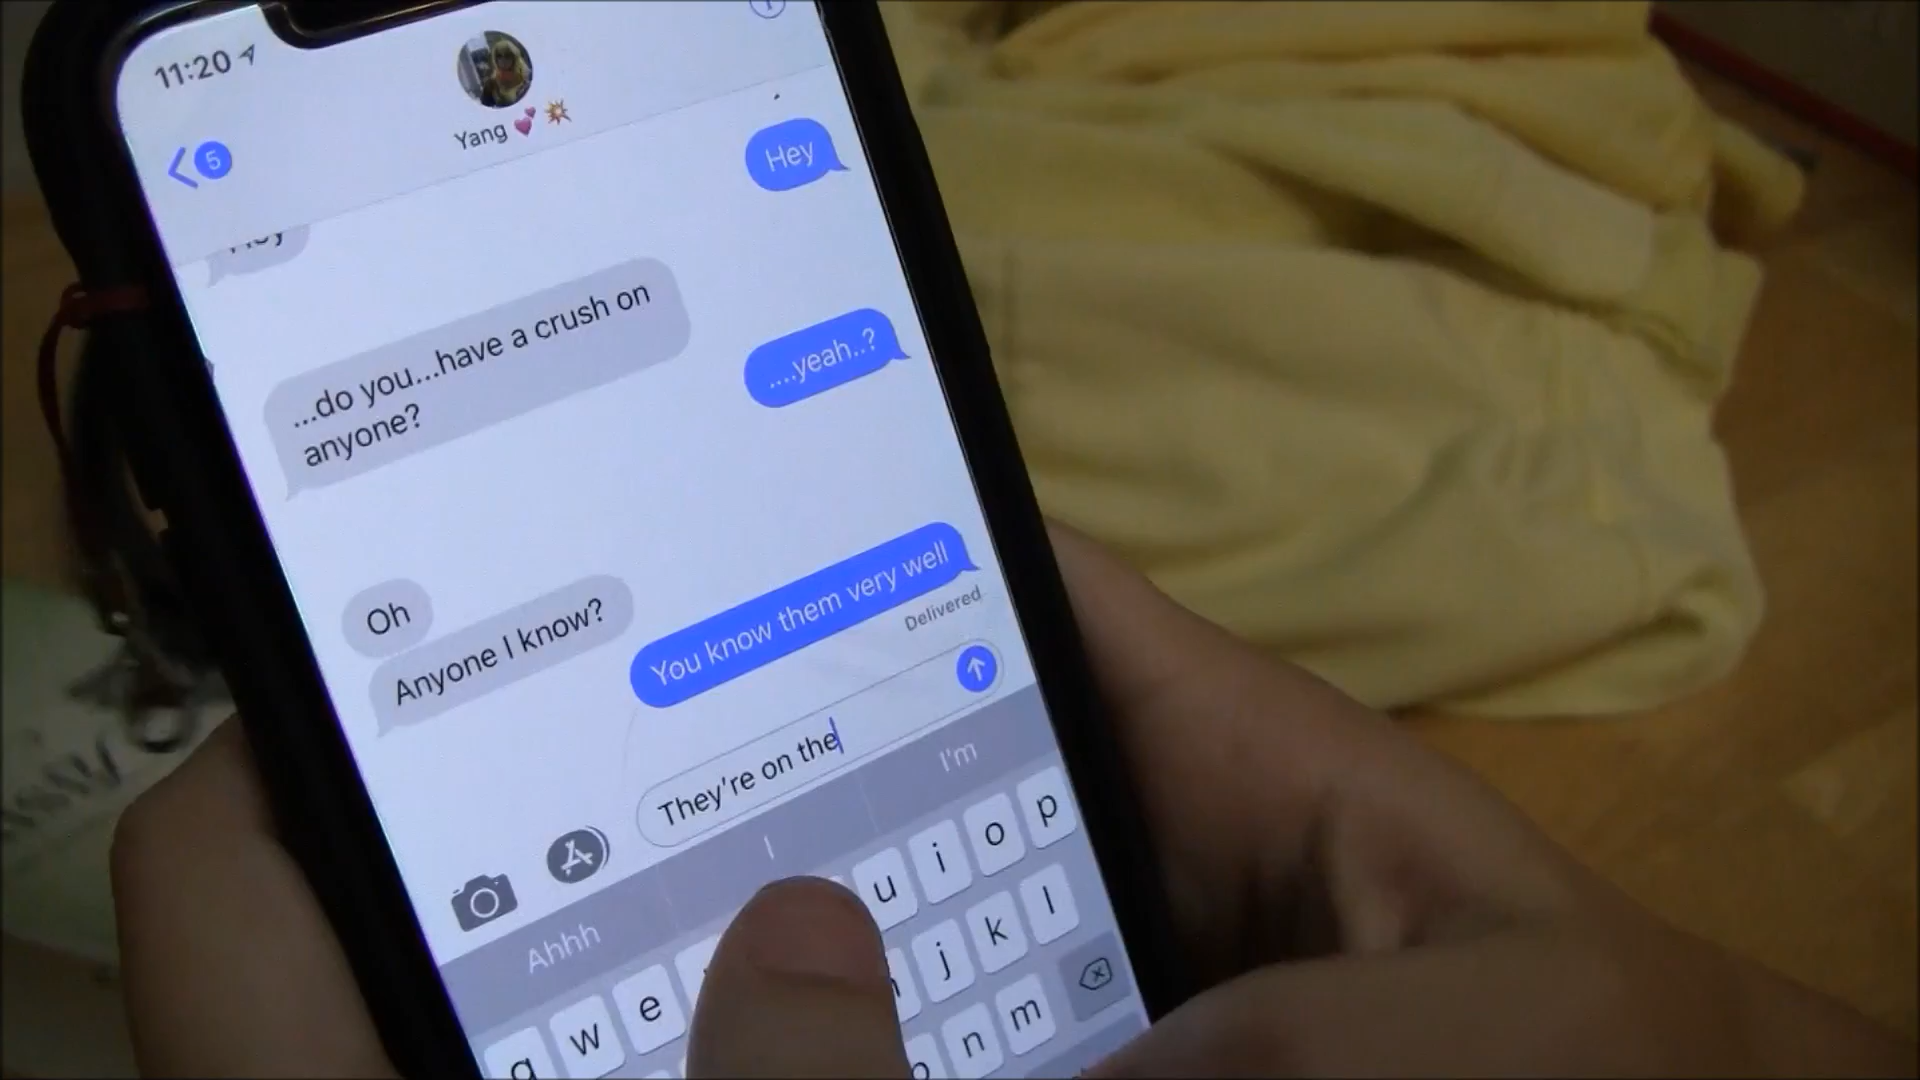 11:20
5
Yang 💕 💥
Hey
Hey
...do you...have a crush on
anyone?
....yeah..?
Oh
Anyone I know?
You know them very well
Delivered
They're on the
Ahhh
I
I'm
q w e u i o p
j k l
n m